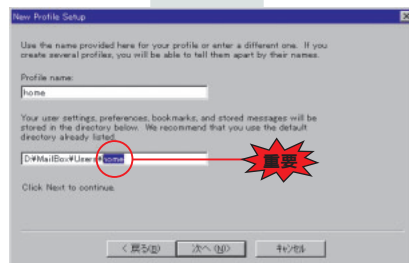 New Profile Setup
Use the name provided here for your profile or enter a different one. If you
create several profiles, you will be able to tell them apart by their names.
Profile name:
home
Your user settings, preferences, bookmarks, and stored messages will be
stored in the directory below. We recommend that you use the default
directory already listed.
D:¥MailBox¥Users¥home
重要
Click Next to continue.
< 戻る(B)
次へ(N)>
キャンセル